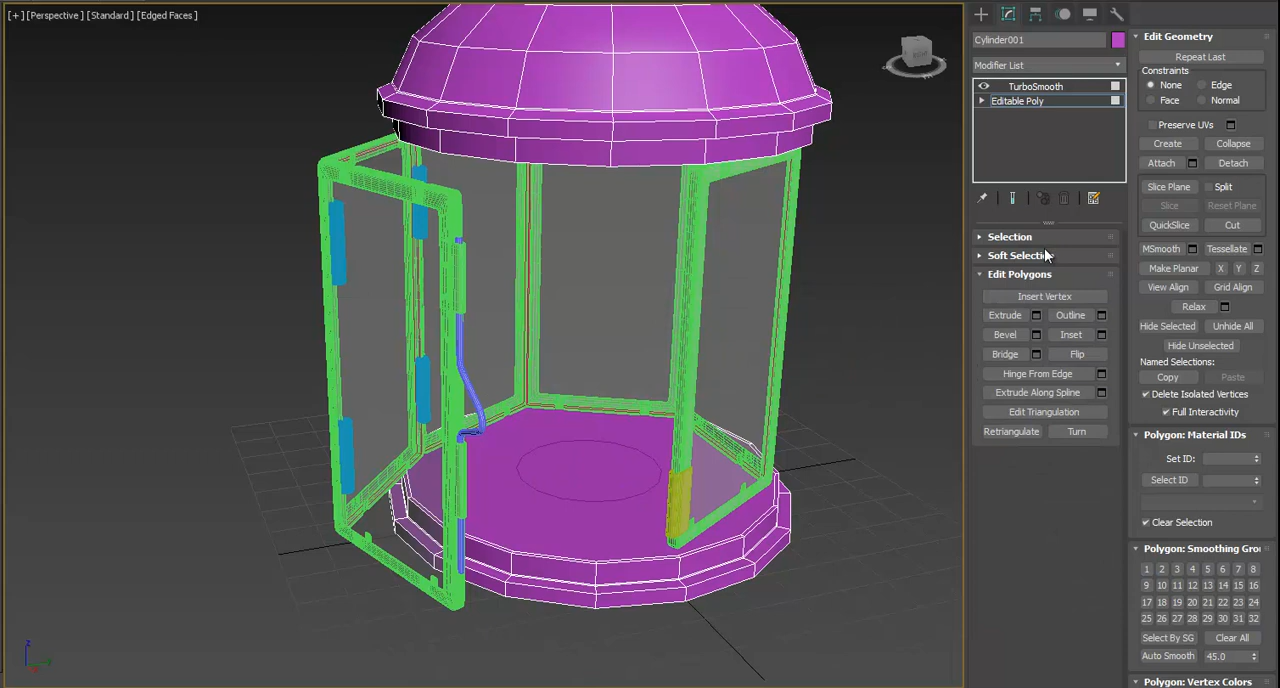 [+] [Perspective] [Standard] [Edged Faces]
Cylinder001
Modifier List
TurboSmooth
Editable Poly
Selection
Soft Selection
Edit Polygons
Insert Vertex
Extrude Outline
Bevel Inset
Bridge Flip
Hinge From Edge
Extrude Along Spline
Edit Triangulation
Retriangulate Turn
Edit Geometry
Repeat Last
Constraints
None Edge
Face Normal
Preserve UVs
Create Collapse
Attach Detach
Slice Plane Split
Slice Reset Plane
QuickSlice Cut
MSmooth Tessellate
Make Planar X Y Z
View Align Grid Align
Relax
Hide Selected Unhide All
Hide Unselected
Named Selections:
Copy Paste
Delete Isolated Vertices
Full Interactivity
Polygon: Material IDs
Set ID:
Select ID
Clear Selection
Polygon: Smoothing Grou
1 2 3 4 5 6 7 8
9 10 11 12 13 14 15 16
17 18 19 20 21 22 23 24
25 26 27 28 29 30 31 32
Select By SG Clear All
Auto Smooth 45.0
Polygon: Vertex Colors
z
y